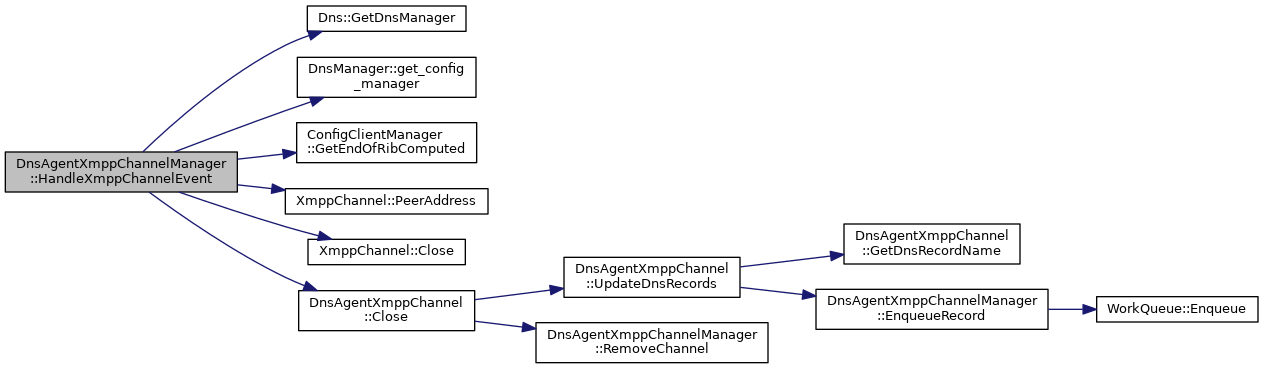 Dns::GetDnsManager
DnsManager::get_config
_manager
ConfigClientManager
::GetEndOfRibComputed
DnsAgentXmppChannelManager
::HandleXmppChannelEvent
XmppChannel::PeerAddress
XmppChannel::Close
DnsAgentXmppChannel
::Close
DnsAgentXmppChannel
::UpdateDnsRecords
DnsAgentXmppChannelManager
::RemoveChannel
DnsAgentXmppChannel
::GetDnsRecordName
DnsAgentXmppChannelManager
::EnqueueRecord
WorkQueue::Enqueue